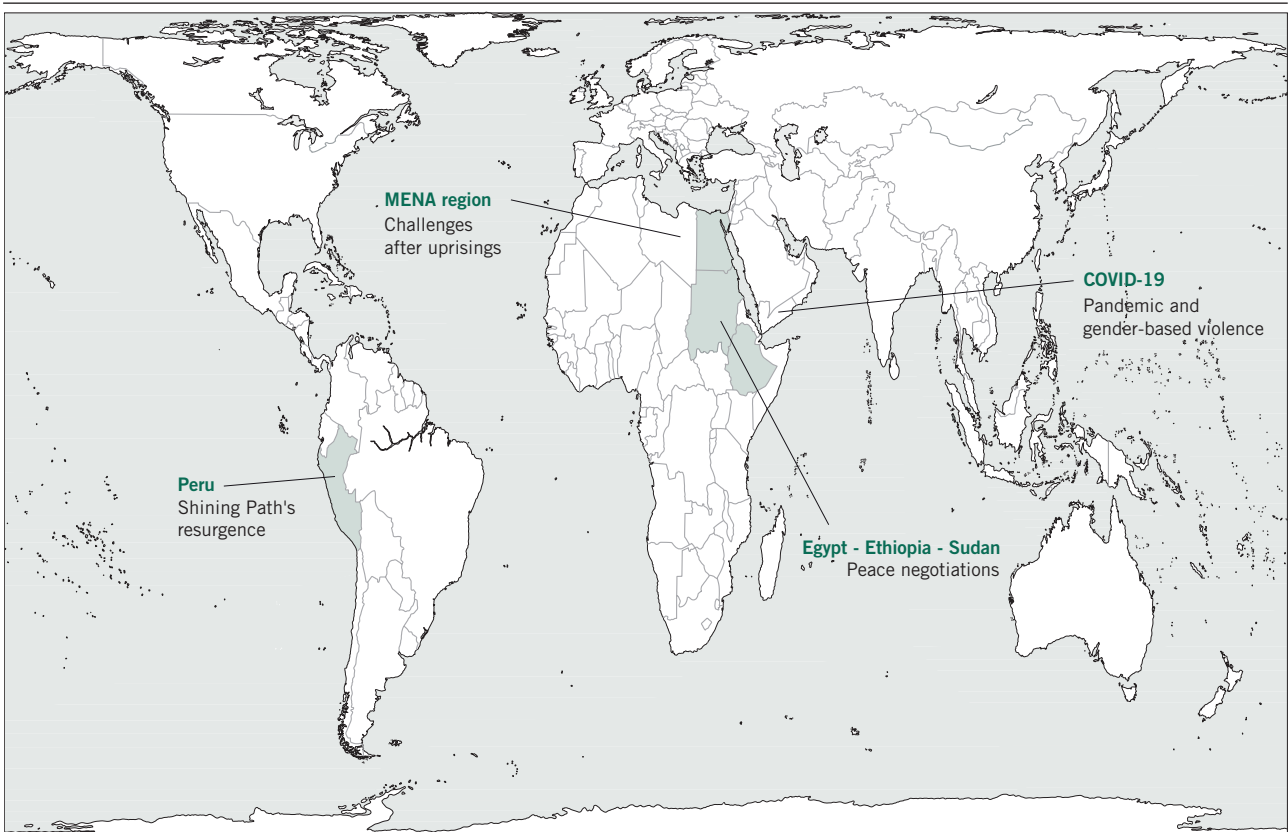 MENA region
Challenges
after uprisings
COVID-19
Pandemic and
gender-based violence
Peru
Shining Path's
resurgence
Egypt - Ethiopia - Sudan
Peace negotiations